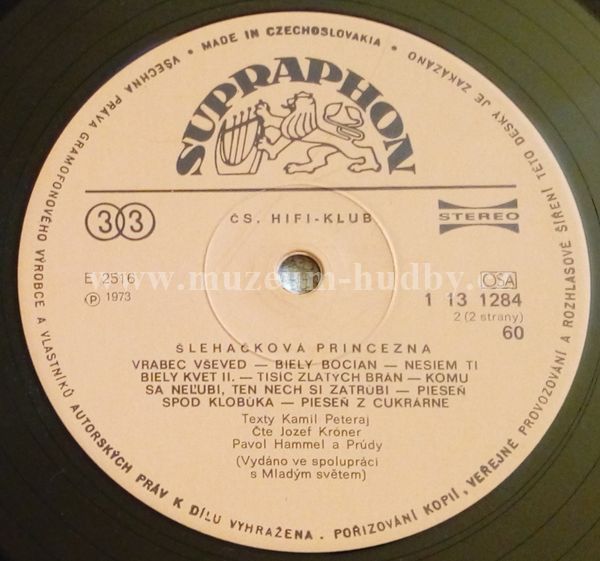 VŠECHNA PRÁVA GRAMOFONOVÉHO VÝROBCE A VLASTNÍKŮ AUTORSKÝCH PRÁV K DÍLU VYHRAŽENA. POŘIZOVÁNÍ KOPIÍ, VEŘEJNÉ PROVOZOVÁNÍ A ROZHLASOVÉ ŠÍŘENÍ TÉTO DESKY JE ZAKÁZÁNO • MADE IN CZECHOSLOVAKIA •
SUPRAPHON
33 ČS. HIFI-KLUB STEREO
www.muzeum-hudby.cz
E 2516 OSA
Ⓟ 1973 1 13 1284
2 (2 strany)
60
ŠLEHAČKOVÁ PRINCEZNA
VRABEC VŠEVED — BIELY BOCIAN — NESIEM TI
BIELY KVET II. — TISÍC ZLATÝCH BRÁN — KOMU
SA NEĽÚBI, TEN NECH SI ZATRÚBI — PIESEŇ
SPOD KLOBÚKA — PIESEŇ Z CUKRÁRNE
Texty Kamil Peteraj
Čte Jozef Króner
Pavol Hammel a Prúdy
(Vydáno ve spolupráci
s Mladým světem)